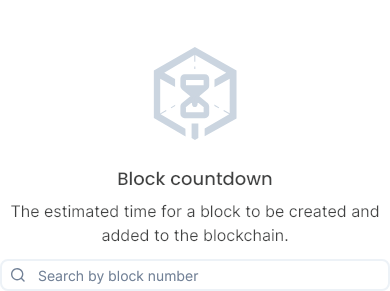 Block countdown
The estimated time for a block to be created and
added to the blockchain.
Search by block number